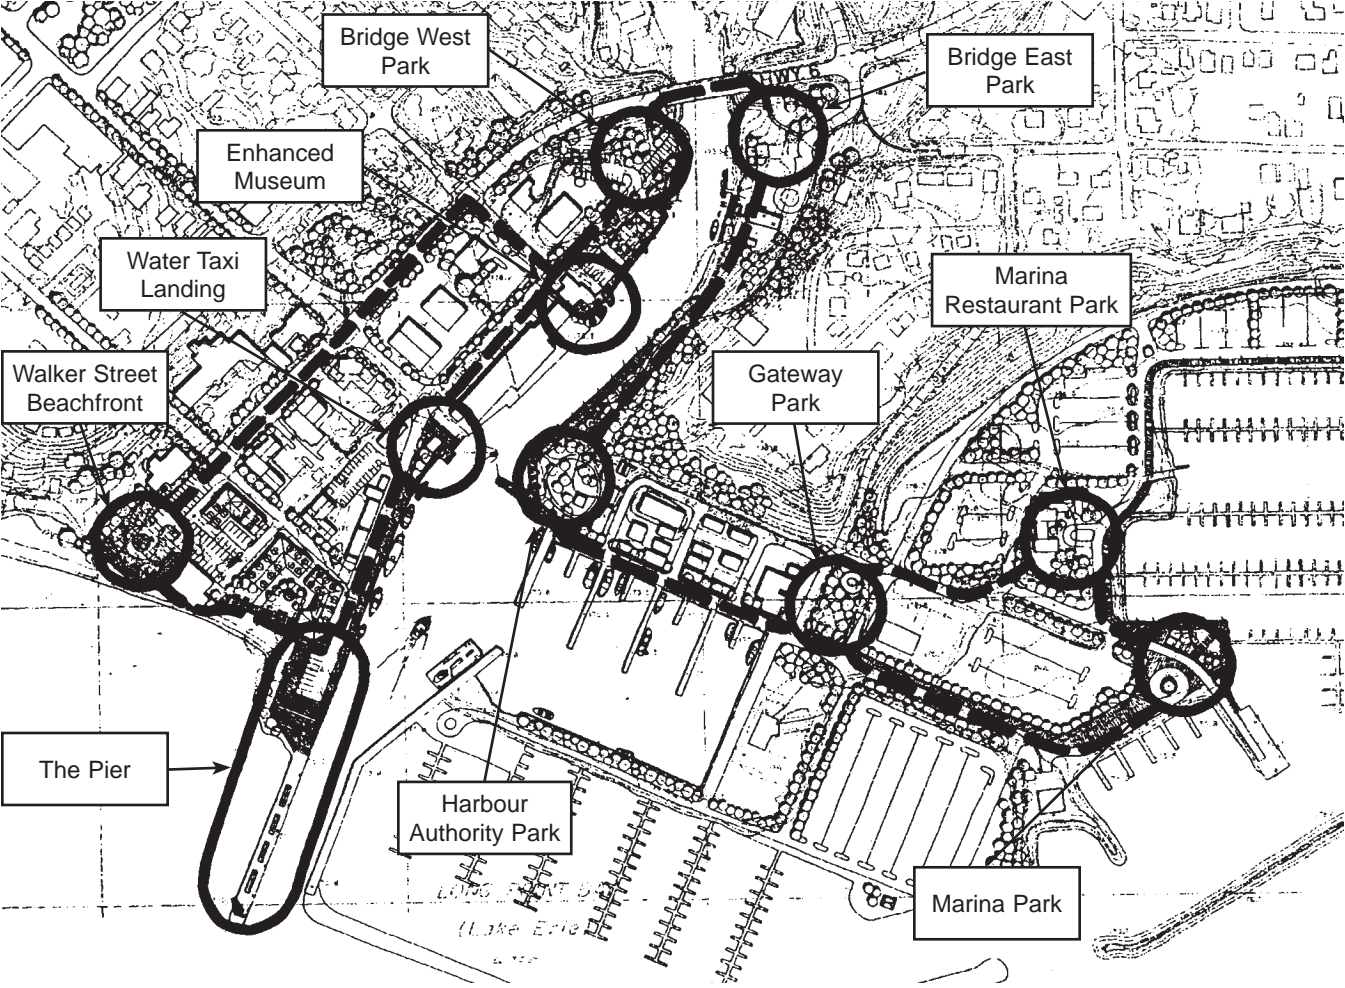 Bridge West
Park
Bridge East
Park
HWY 6
Enhanced
Museum
Water Taxi
Landing
Marina
Restaurant Park
Walker Street
Beachfront
Gateway
Park
The Pier
Harbour
Authority Park
Marina Park
(Lake Erie)